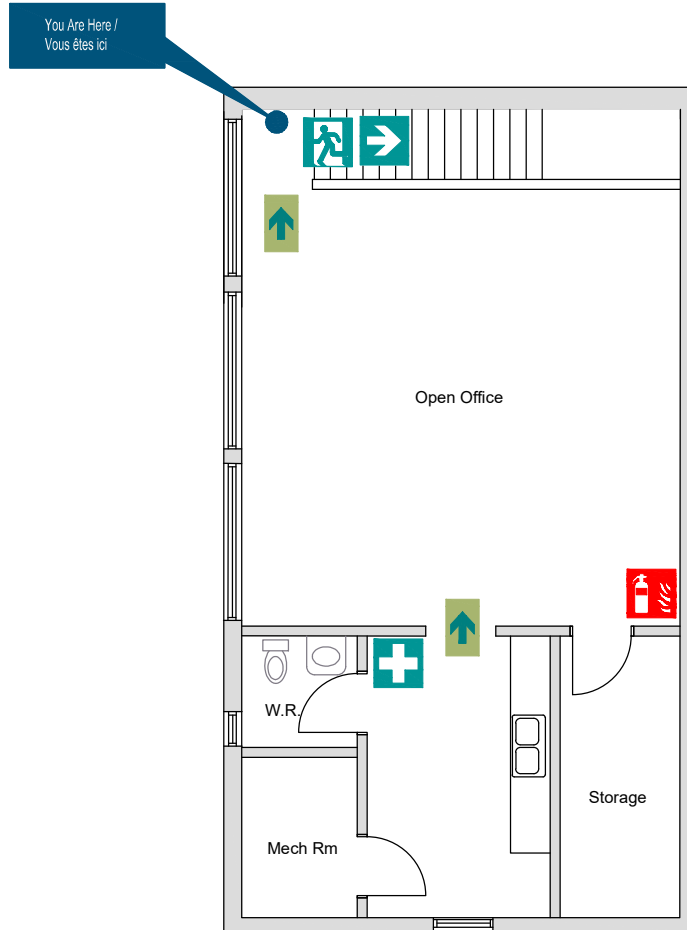 You Are Here /
Vous êtes ici
Open Office
W.R.
Storage
Mech Rm